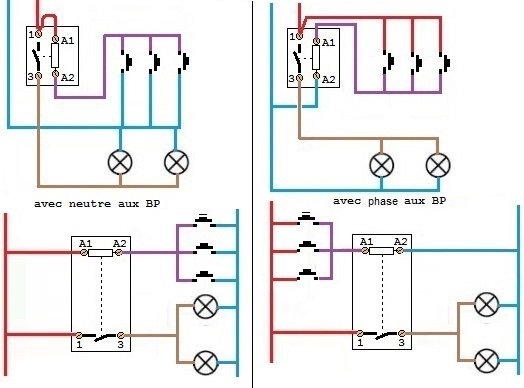 1 A1
3 A2
1 A1
3 A2
avec neutre aux BP
avec phase aux BP
A1 A2
1 3
A1 A2
1 3